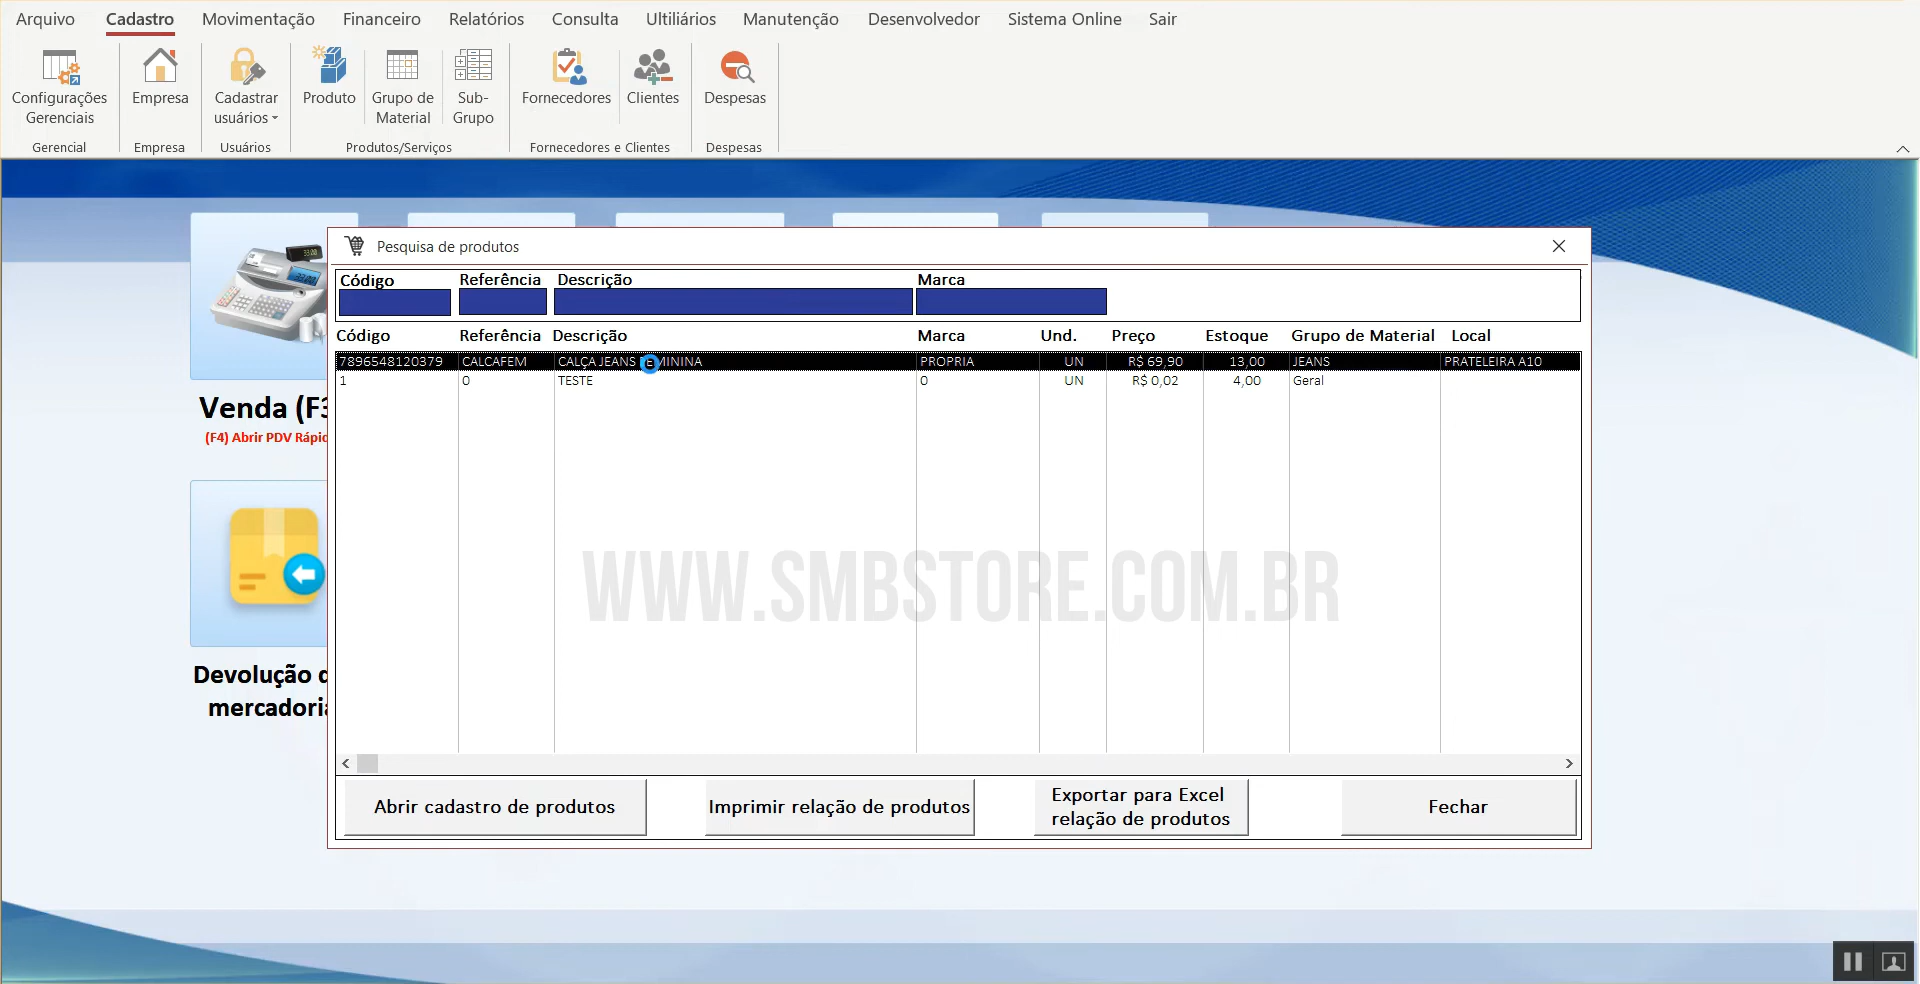 Arquivo Cadastro Movimentação Financeiro Relatórios Consulta Ultiliários Manutenção Desenvolvedor Sistema Online Sair
Configurações Gerenciais
Empresa
Cadastrar usuários
Produto
Grupo de Material
Sub-Grupo
Fornecedores
Clientes
Despesas
Gerencial Empresa Usuários Produtos/Serviços Fornecedores e Clientes Despesas
Venda (F3
(F4) Abrir PDV Rápid
Devolução d
mercadoria
Pesquisa de produtos
Código Referência Descrição Marca
Código Referência Descrição Marca Und. Preço Estoque Grupo de Material Local
7896548120379 CALCAFEM CALÇA JEANS FEMININA PROPRIA UN R$ 69,90 13,00 JEANS PRATELEIRA A10
1 0 TESTE 0 UN R$ 0,02 4,00 Geral
WWW.SMBSTORE.COM.BR
Abrir cadastro de produtos
Imprimir relação de produtos
Exportar para Excel
relação de produtos
Fechar